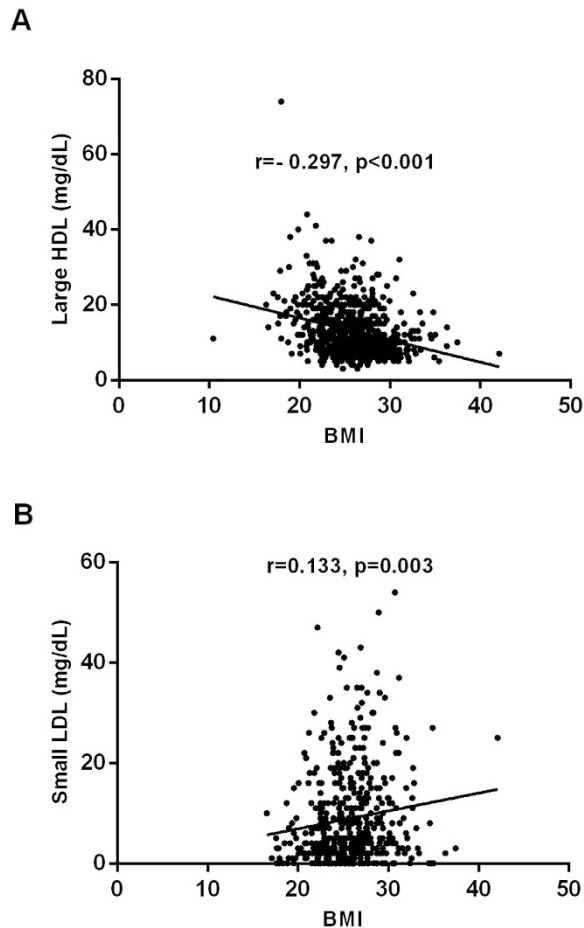 A
80
60
40
20
0
Large HDL (mg/dL)
r=- 0.297, p<0.001
0 10 20 30 40 50
BMI
B
60
40
20
0
Small LDL (mg/dL)
r=0.133, p=0.003
0 10 20 30 40 50
BMI